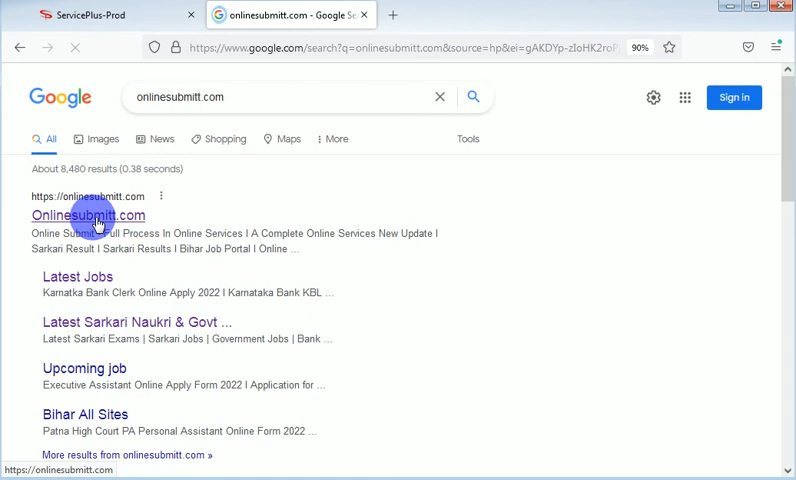 ServicePlus-Prod
onlinesubmitt.com - Google Se
https://www.google.com/search?q=onlinesubmitt.com&source=hp&ei=gAKDYp-zIoHK2roP
90%
Google
onlinesubmitt.com
Sign in
All
Images
News
Shopping
Maps
More
Tools
About 8,480 results (0.38 seconds)
https://onlinesubmitt.com
Onlinesubmitt.com
Online Submit - Full Process In Online Services I A Complete Online Services New Update I
Sarkari Result I Sarkari Results I Bihar Job Portal I Online ...
Latest Jobs
Karnatka Bank Clerk Online Apply 2022 I Karnataka Bank KBL ...
Latest Sarkari Naukri & Govt ...
Latest Sarkari Exams | Sarkari Jobs | Government Jobs | Bank ...
Upcoming job
Executive Assistant Online Apply Form 2022 I Application for ...
Bihar All Sites
Patna High Court PA Personal Assistant Online Form 2022 ...
More results from onlinesubmitt.com »
https://onlinesubmitt.com